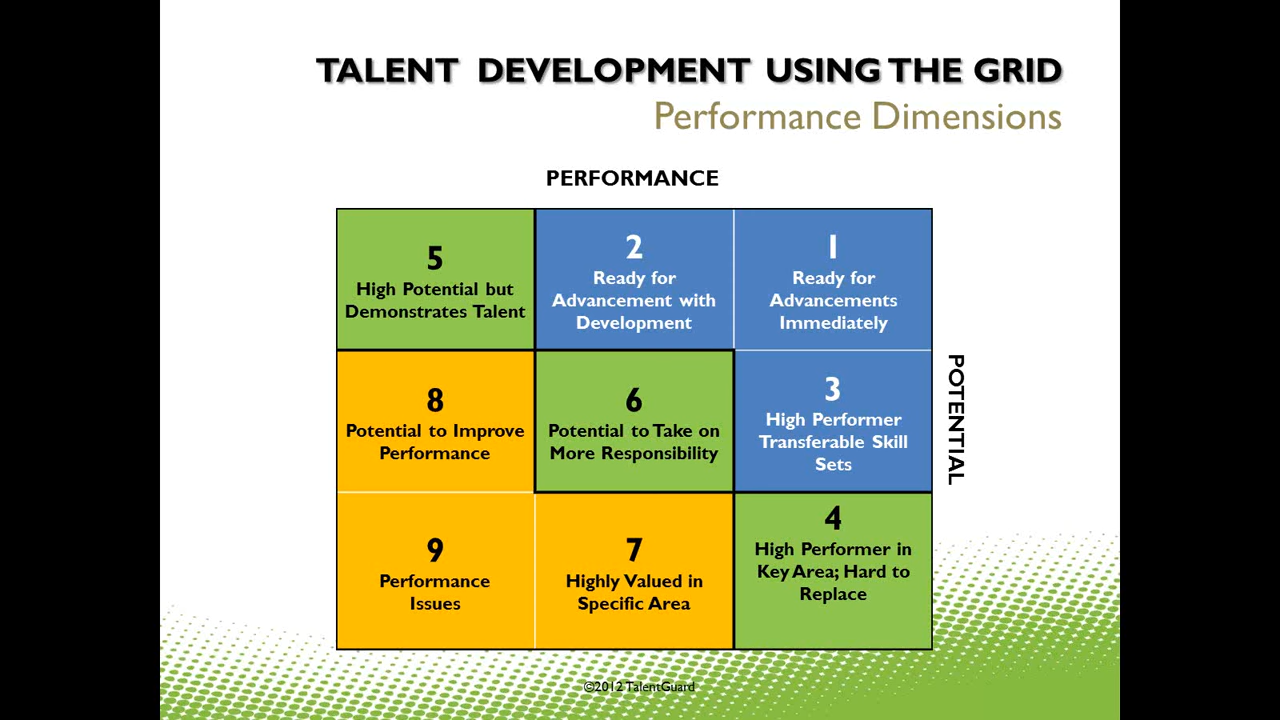 TALENT DEVELOPMENT USING THE GRID
Performance Dimensions
PERFORMANCE
5
High Potential but
Demonstrates Talent
2
Ready for
Advancement with
Development
1
Ready for
Advancements
Immediately
8
Potential to Improve
Performance
6
Potential to Take on
More Responsibility
3
High Performer
Transferable Skill
Sets
POTENTIAL
9
Performance
Issues
7
Highly Valued in
Specific Area
4
High Performer in
Key Area; Hard to
Replace
©2012 TalentGuard